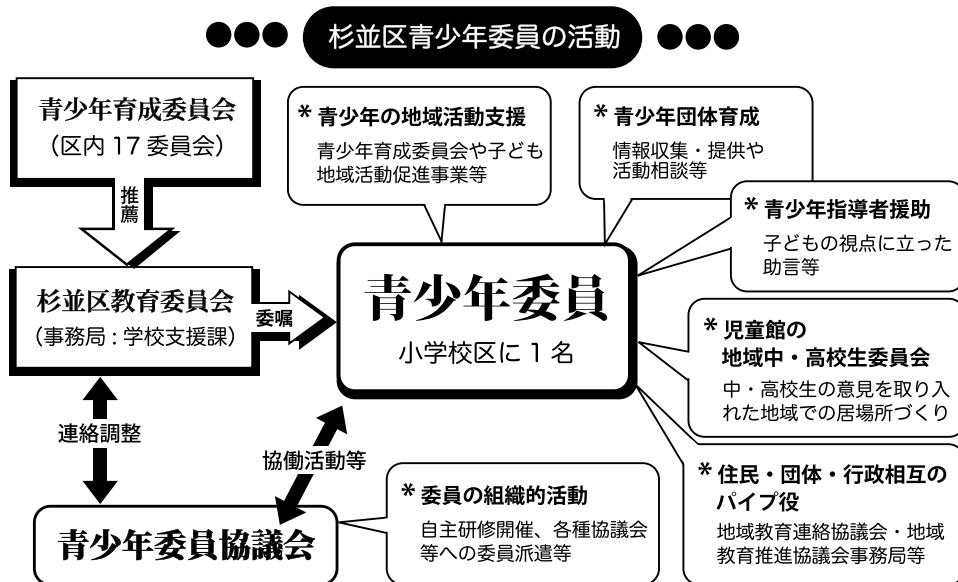 杉並区青少年委員の活動
青少年育成委員会
（区内 17 委員会）
推薦
杉並区教育委員会
（事務局 : 学校支援課）
委嘱
青少年委員
小学校区に 1 名
連絡調整
協働活動等
青少年委員協議会
* 青少年の地域活動支援
青少年育成委員会や子ども
地域活動促進事業等
* 青少年団体育成
情報収集・提供や
活動相談等
* 青少年指導者援助
子どもの視点に立った
助言等
* 児童館の
地域中・高校生委員会
中・高校生の意見を取り入
れた地域での居場所づくり
* 住民・団体・行政相互の
パイプ役
地域教育連絡協議会・地域
教育推進協議会事務局等
* 委員の組織的活動
自主研修開催、各種協議会
等への委員派遣等